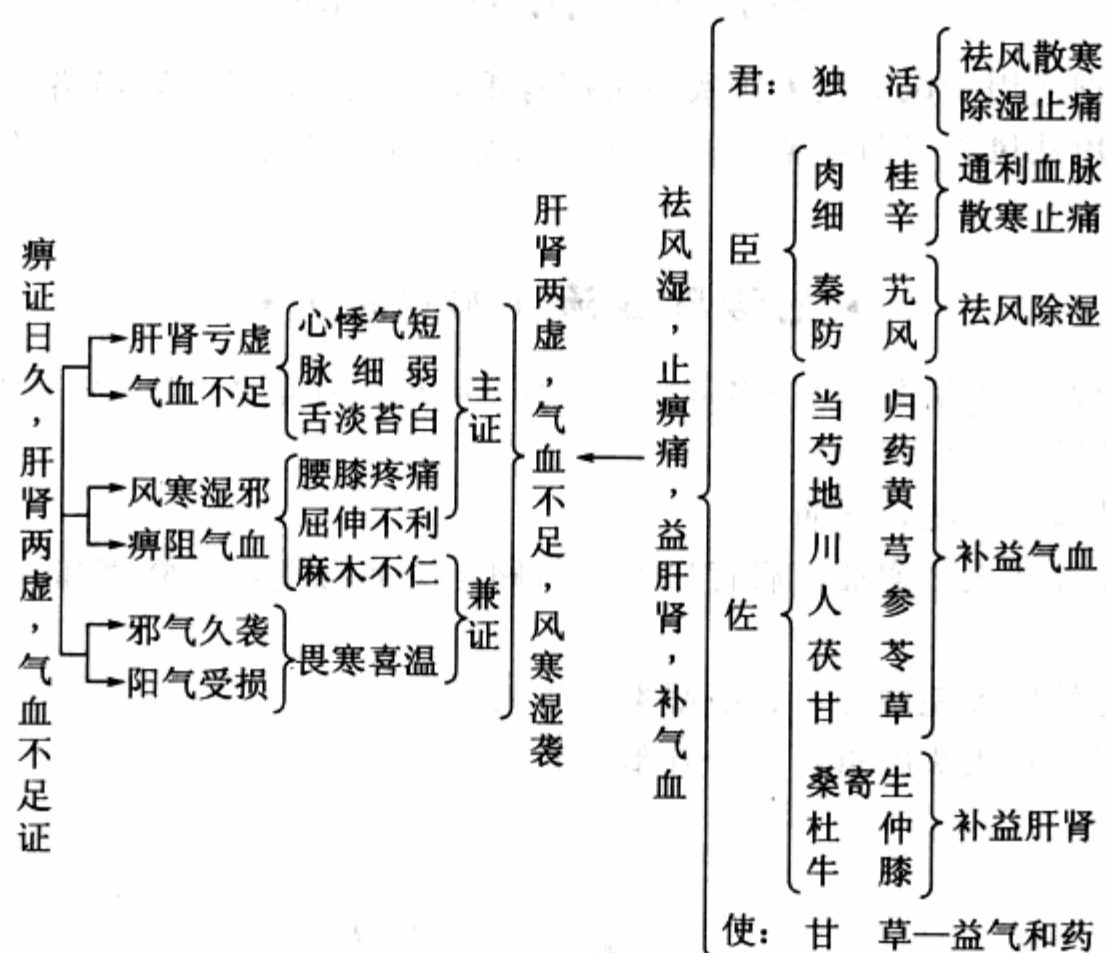 痹证日久，肝肾两虚，气血不足证
肝肾亏虚
气血不足
心悸气短
脉细弱
舌淡苔白
风寒湿邪
痹阻气血
腰膝疼痛
屈伸不利
麻木不仁
邪气久袭
阳气受损
畏寒喜温
主证
兼证
肝肾两虚，气血不足，风寒湿袭
祛风湿，止痹痛，益肝肾，补气血
君：独活
祛风散寒
除湿止痛
臣
肉桂
细辛
通利血脉
散寒止痛
秦艽
防风
祛风除湿
佐
当归
芍药
地黄
川芎
人参
茯苓
甘草
补益气血
桑寄生
杜仲
牛膝
补益肝肾
使：甘草—益气和药